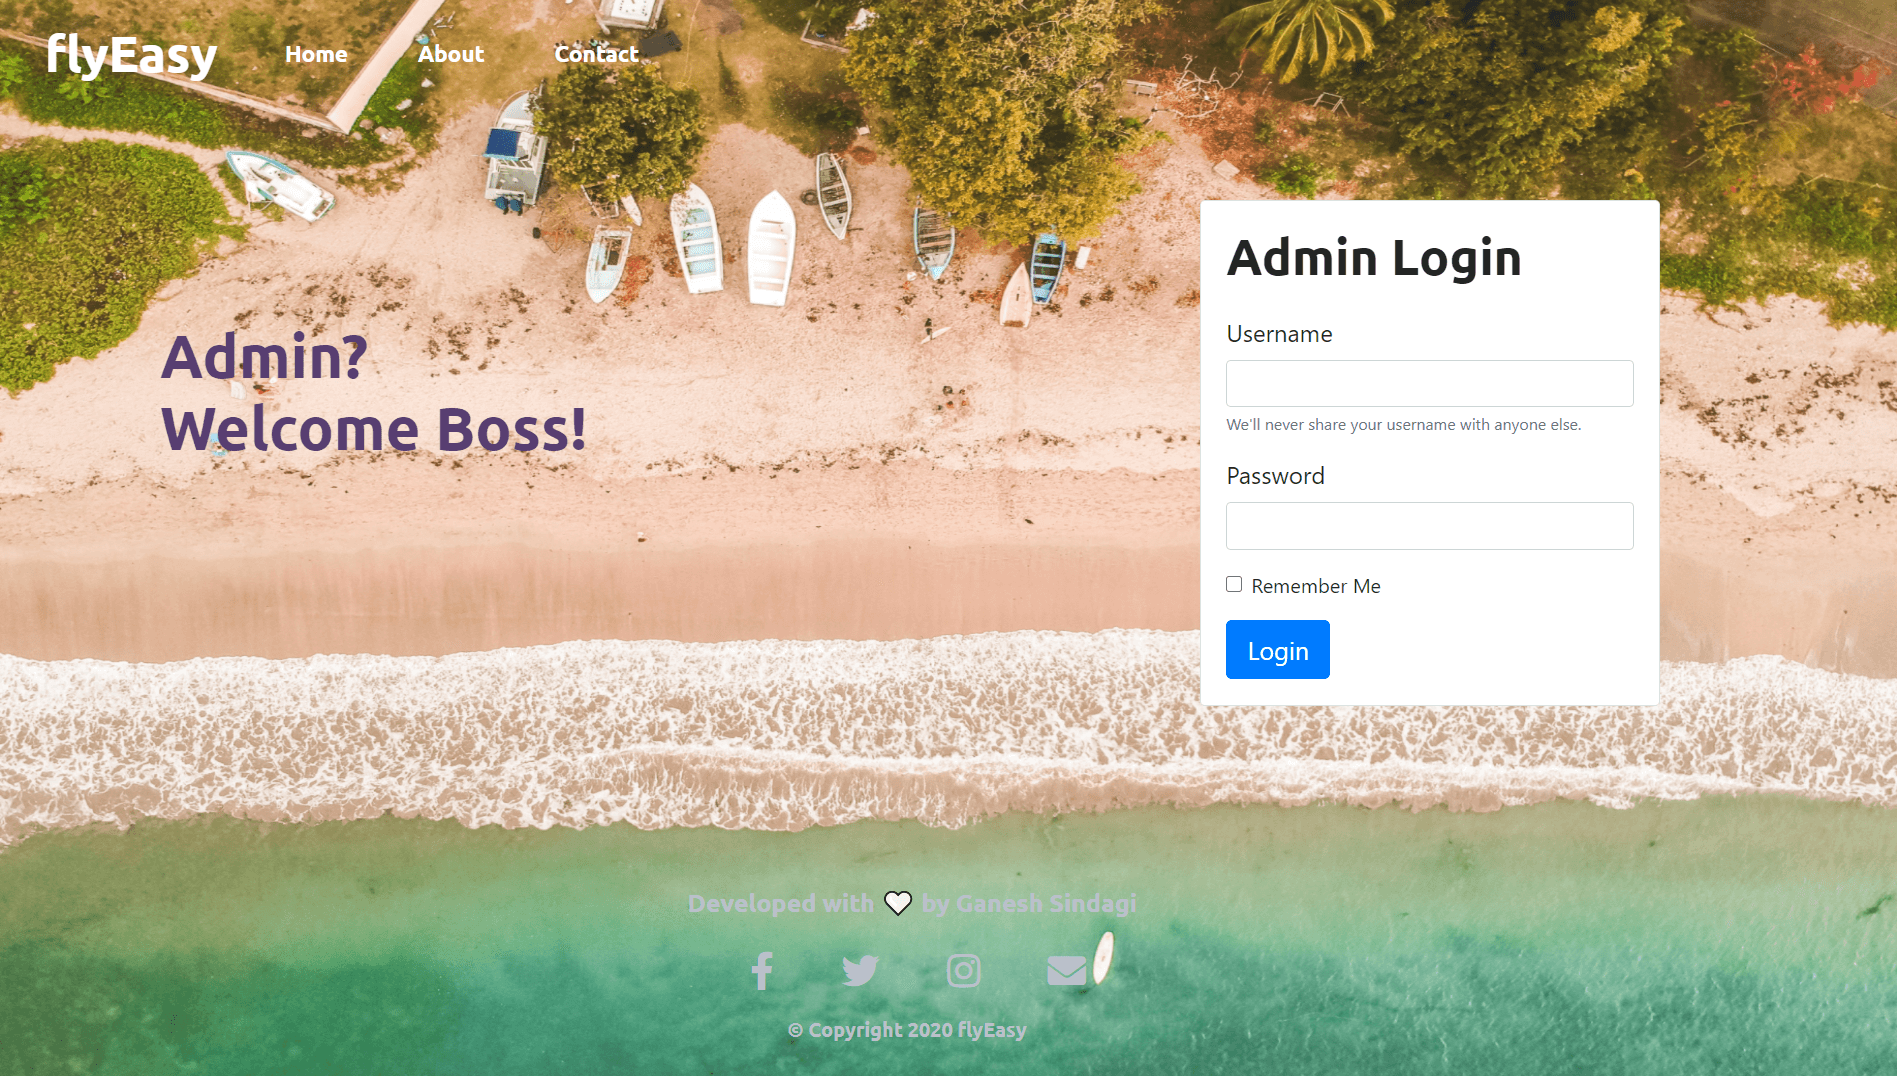 flyEasy Home About Contact
Admin?
Welcome Boss!
Admin Login
Username
We'll never share your username with anyone else.
Password
Remember Me
Login
Developed with by Ganesh Sindagi
© Copyright 2020 flyEasy